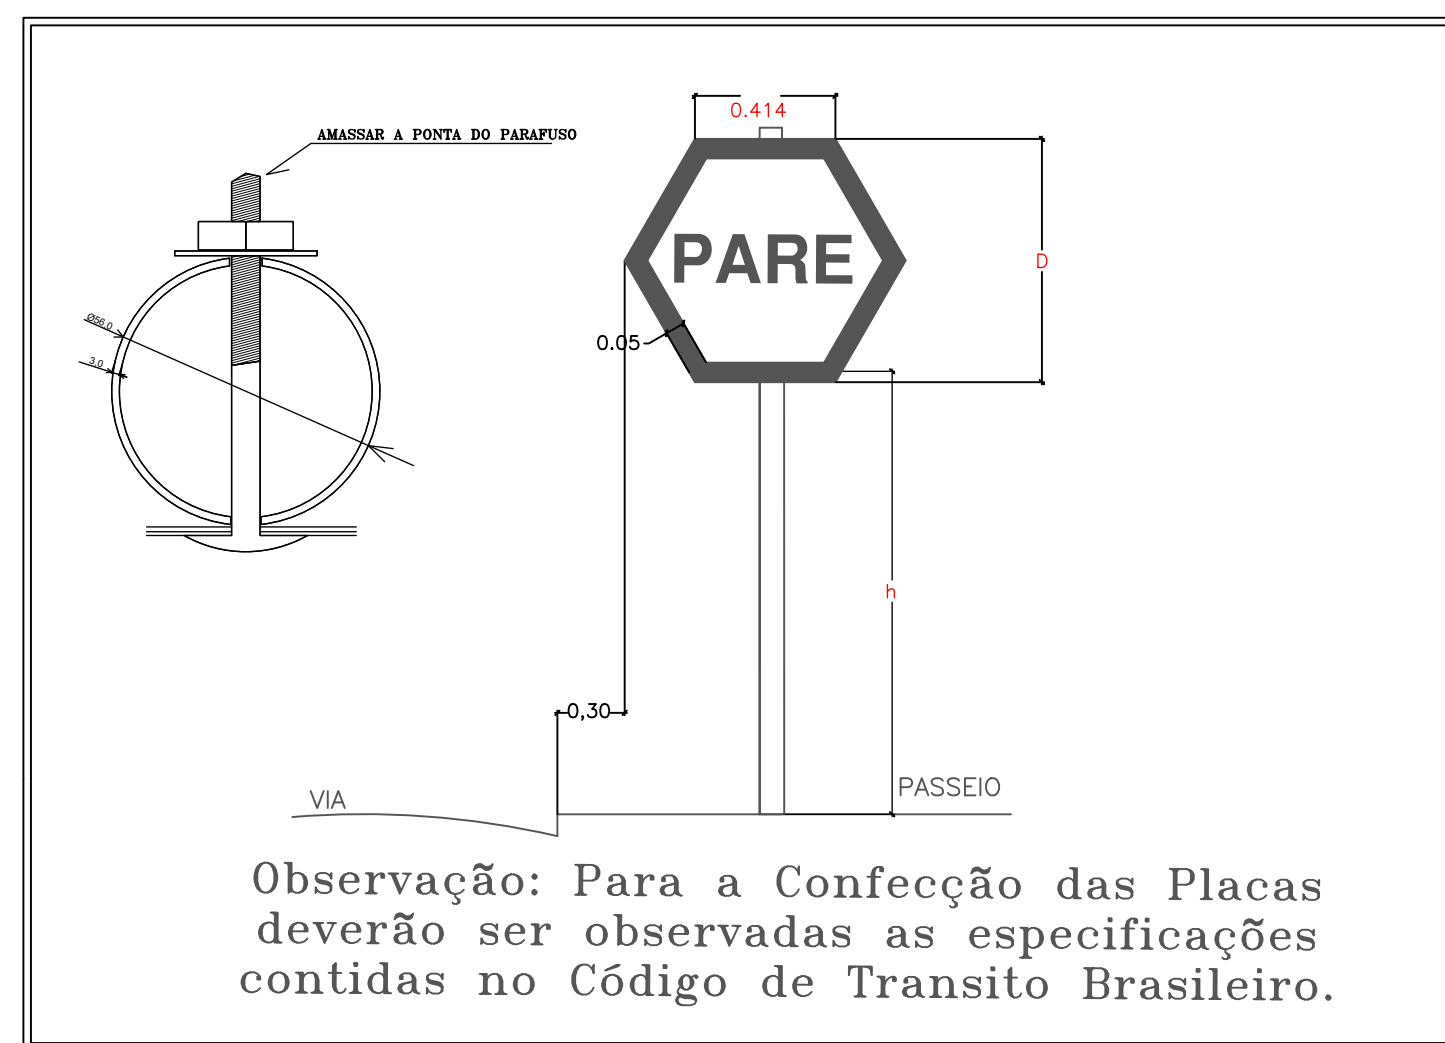 0.414
AMASSAR A PONTA DO PARAFUSO
PARE
D
Ø56.0
0.05
3.0
h
0,30
VIA
PASSEIO
Observação: Para a Confecção das Placas
deverão ser observadas as especificações
contidas no Código de Transito Brasileiro.